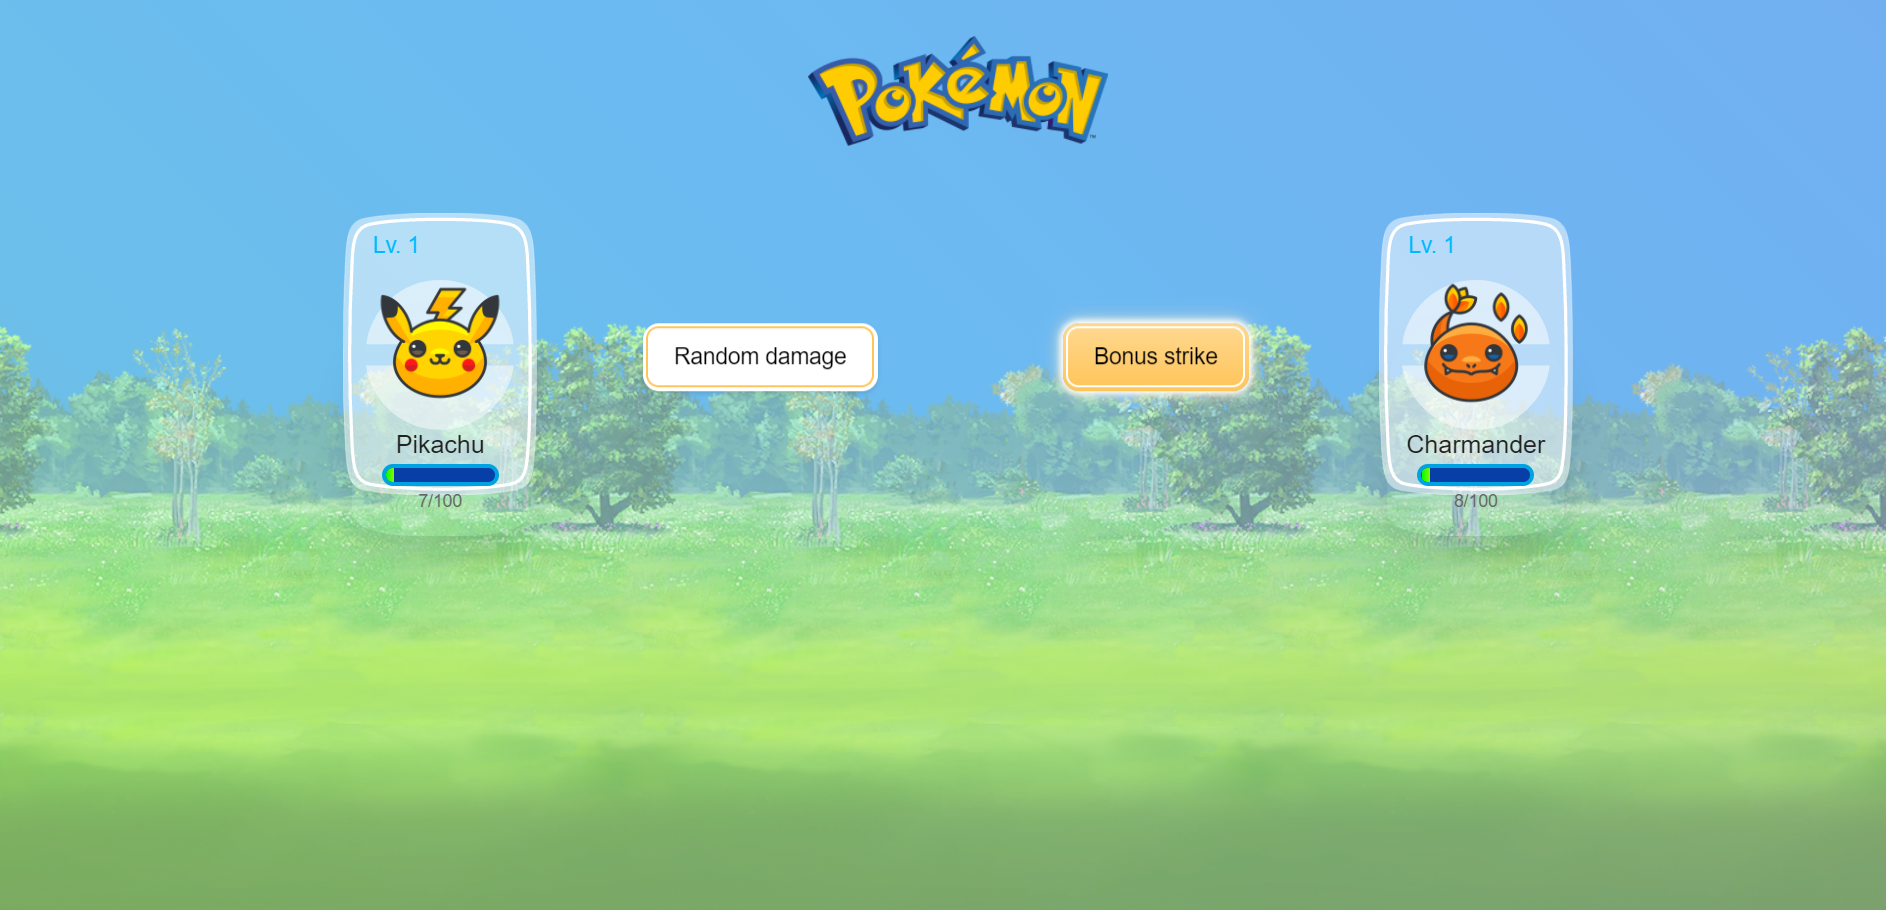 Pokémon
Lv. 1
Lv. 1
Random damage
Bonus strike
Pikachu
Charmander
7/100
8/100